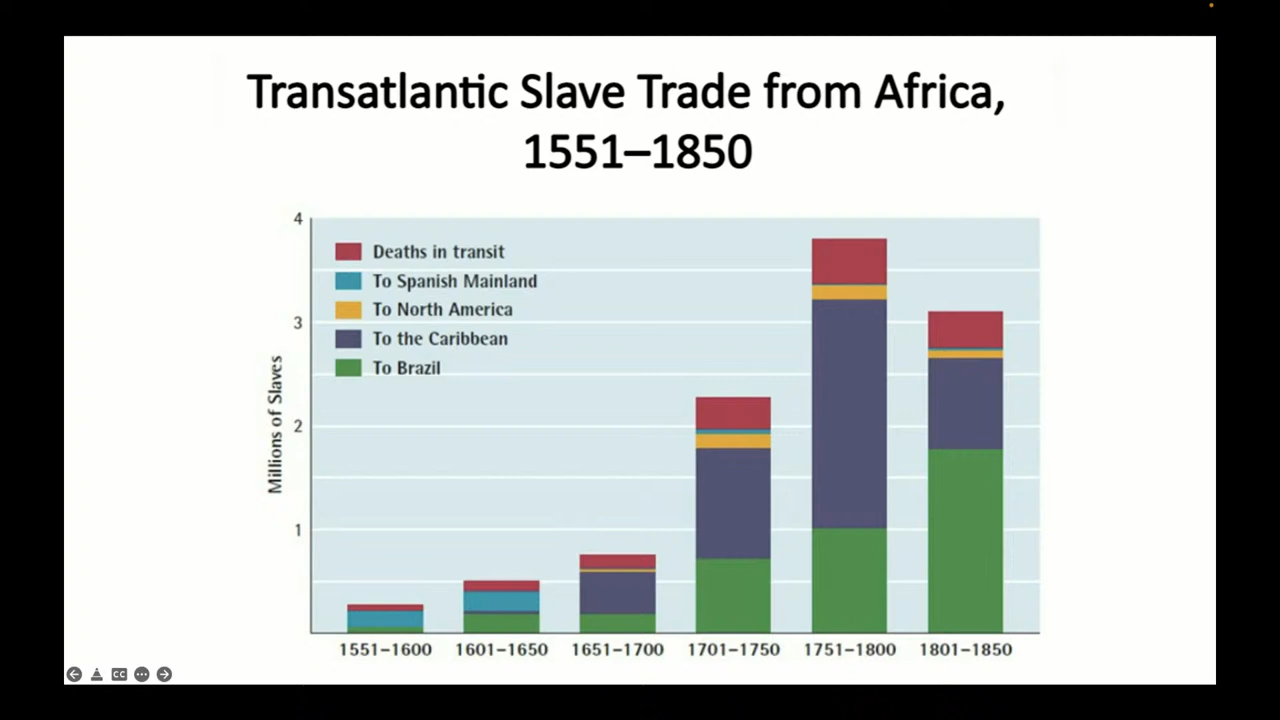 Transatlantic Slave Trade from Africa,
1551–1850
4
Deaths in transit
To Spanish Mainland
To North America
3
To the Caribbean
To Brazil
Millions of Slaves
2
1
1551–1600 1601–1650 1651–1700 1701–1750 1751–1800 1801–1850
CC